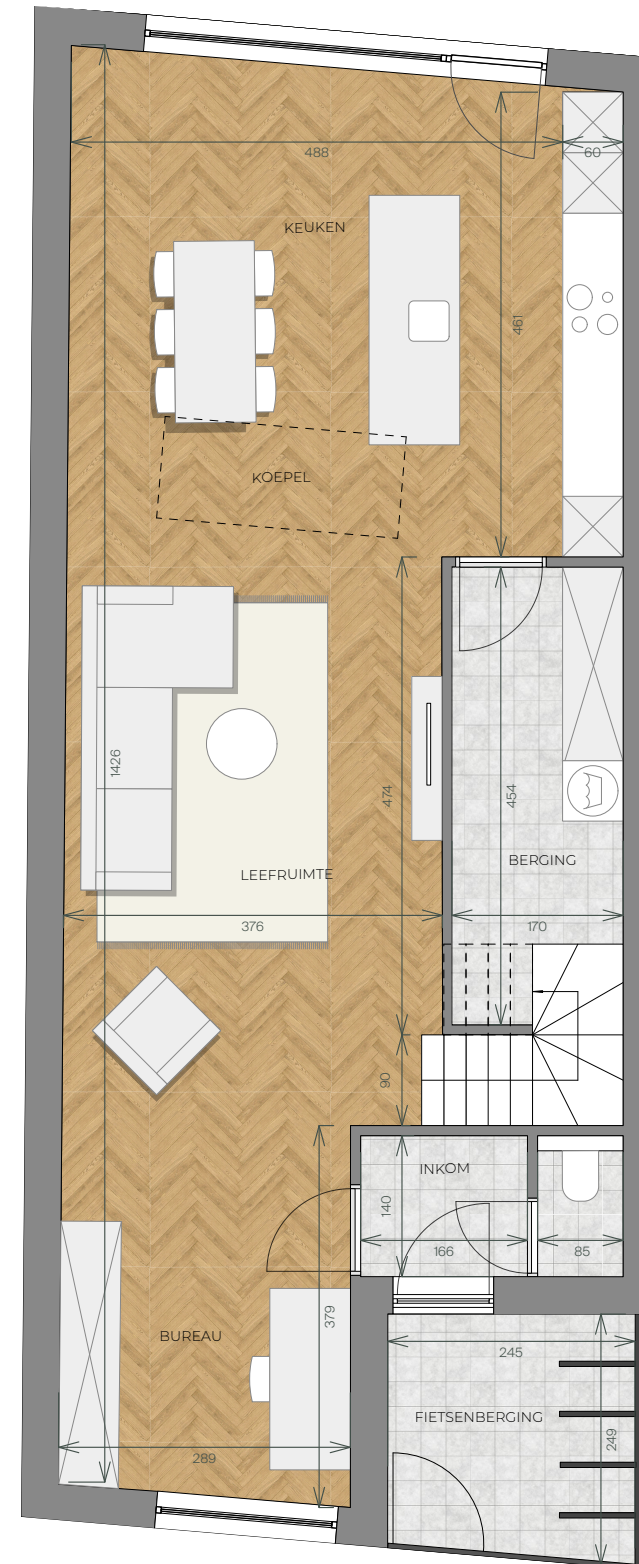 488
60
KEUKEN
461
KOEPEL
1426
474
454
BERGING
LEEFRUIMTE
376
170
90
INKOM
140
166
85
379
BUREAU
245
FIETSENBERGING
249
289